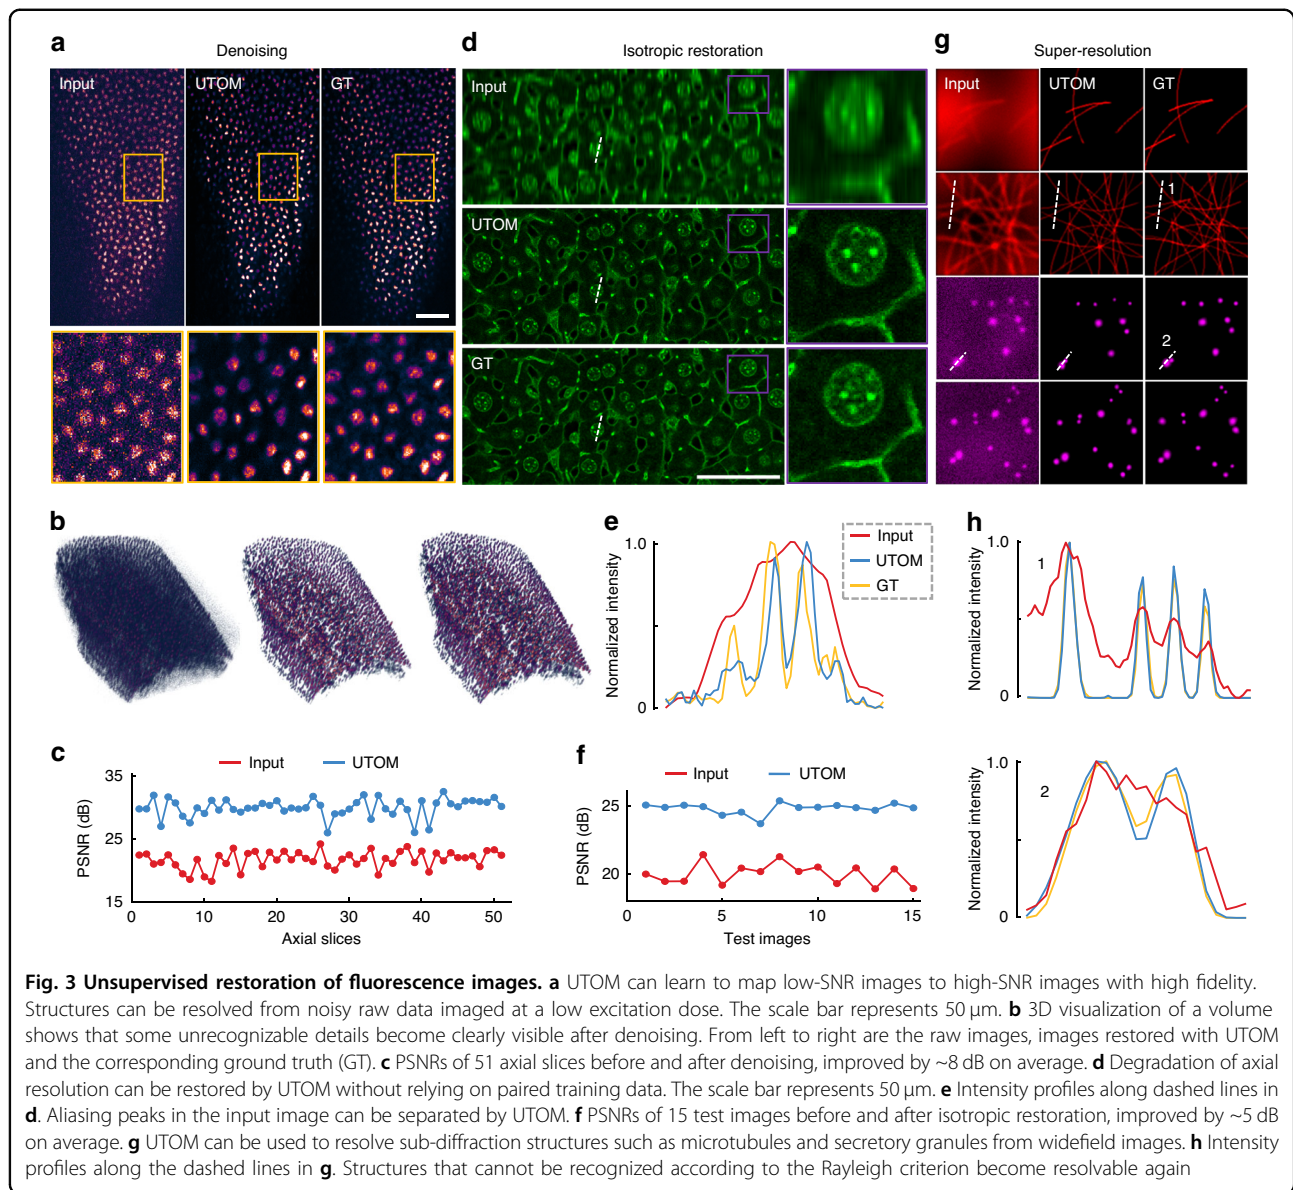 a
Denoising
Input
UTOM
GT
d
Isotropic restoration
Input
UTOM
GT
g
Super-resolution
Input
UTOM
GT
1
2
b
e
Normalized intensity
1.0
0
Input
UTOM
GT
h
Normalized intensity
1.0
0
1
c
Input
UTOM
PSNR (dB)
35
25
15
0
10
20
30
40
50
Axial slices
f
Input
UTOM
PSNR (dB)
25
20
0
5
10
15
Test images
Normalized intensity
1.0
0
2
Fig. 3 Unsupervised restoration of fluorescence images. a UTOM can learn to map low-SNR images to high-SNR images with high fidelity.
Structures can be resolved from noisy raw data imaged at a low excitation dose. The scale bar represents 50 μm. b 3D visualization of a volume
shows that some unrecognizable details become clearly visible after denoising. From left to right are the raw images, images restored with UTOM
and the corresponding ground truth (GT). c PSNRs of 51 axial slices before and after denoising, improved by ~8 dB on average. d Degradation of axial
resolution can be restored by UTOM without relying on paired training data. The scale bar represents 50 μm. e Intensity profiles along dashed lines in
d. Aliasing peaks in the input image can be separated by UTOM. f PSNRs of 15 test images before and after isotropic restoration, improved by ~5 dB
on average. g UTOM can be used to resolve sub-diffraction structures such as microtubules and secretory granules from widefield images. h Intensity
profiles along the dashed lines in g. Structures that cannot be recognized according to the Rayleigh criterion become resolvable again